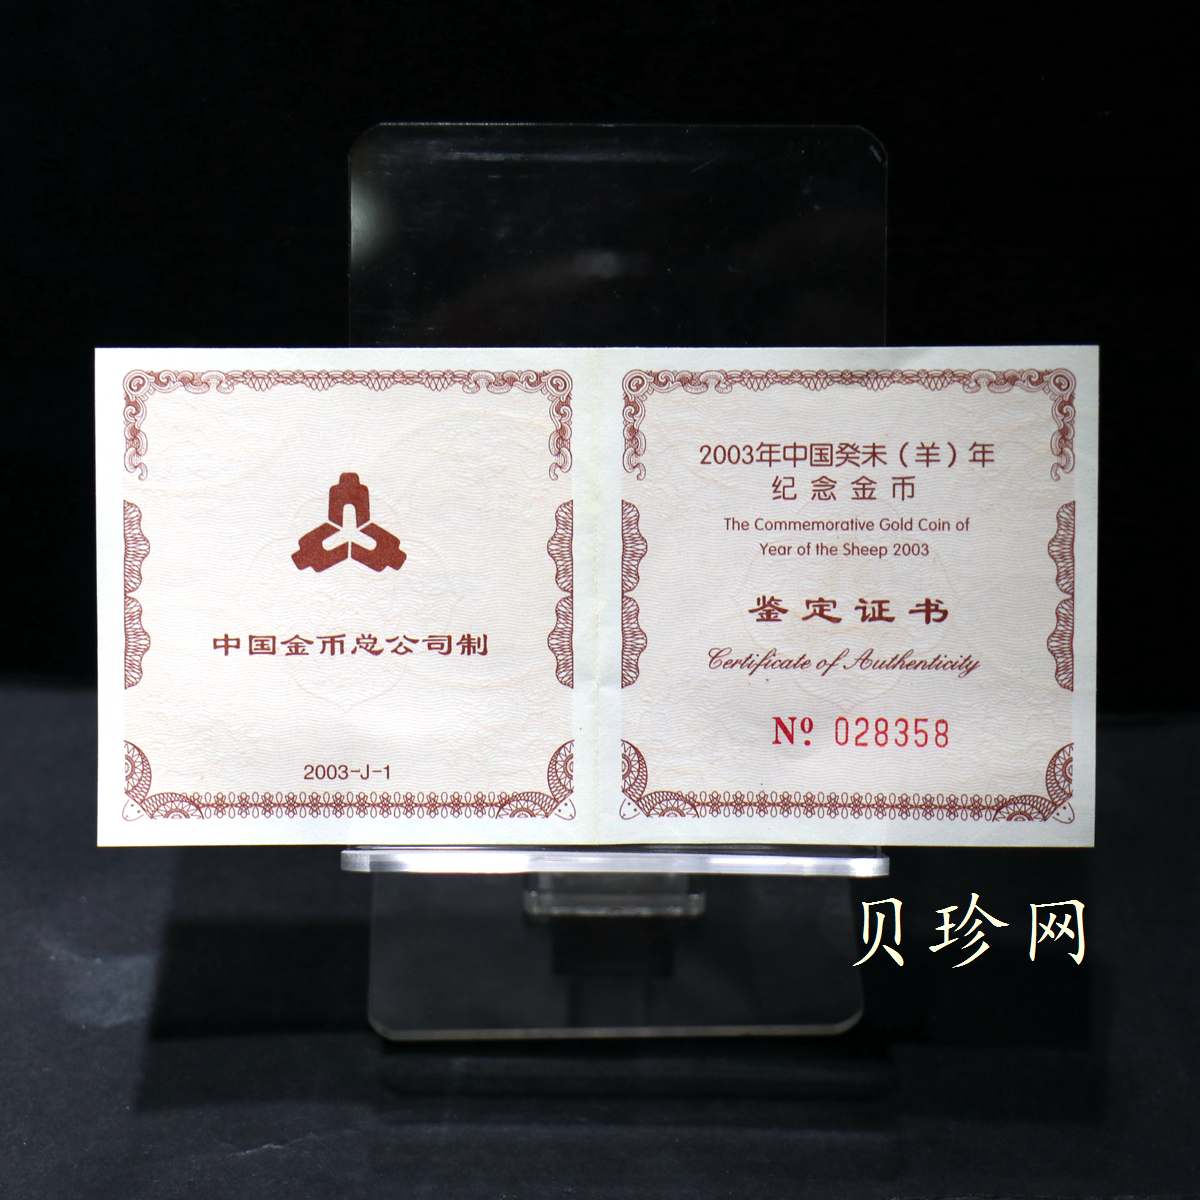 中国金币总公司制
2003-J-1
2003年中国癸未（羊）年
纪念金币
The Commemorative Gold Coin of
Year of the Sheep 2003
鉴定证书
Certificate of Authenticity
Nº 028358
贝珍网